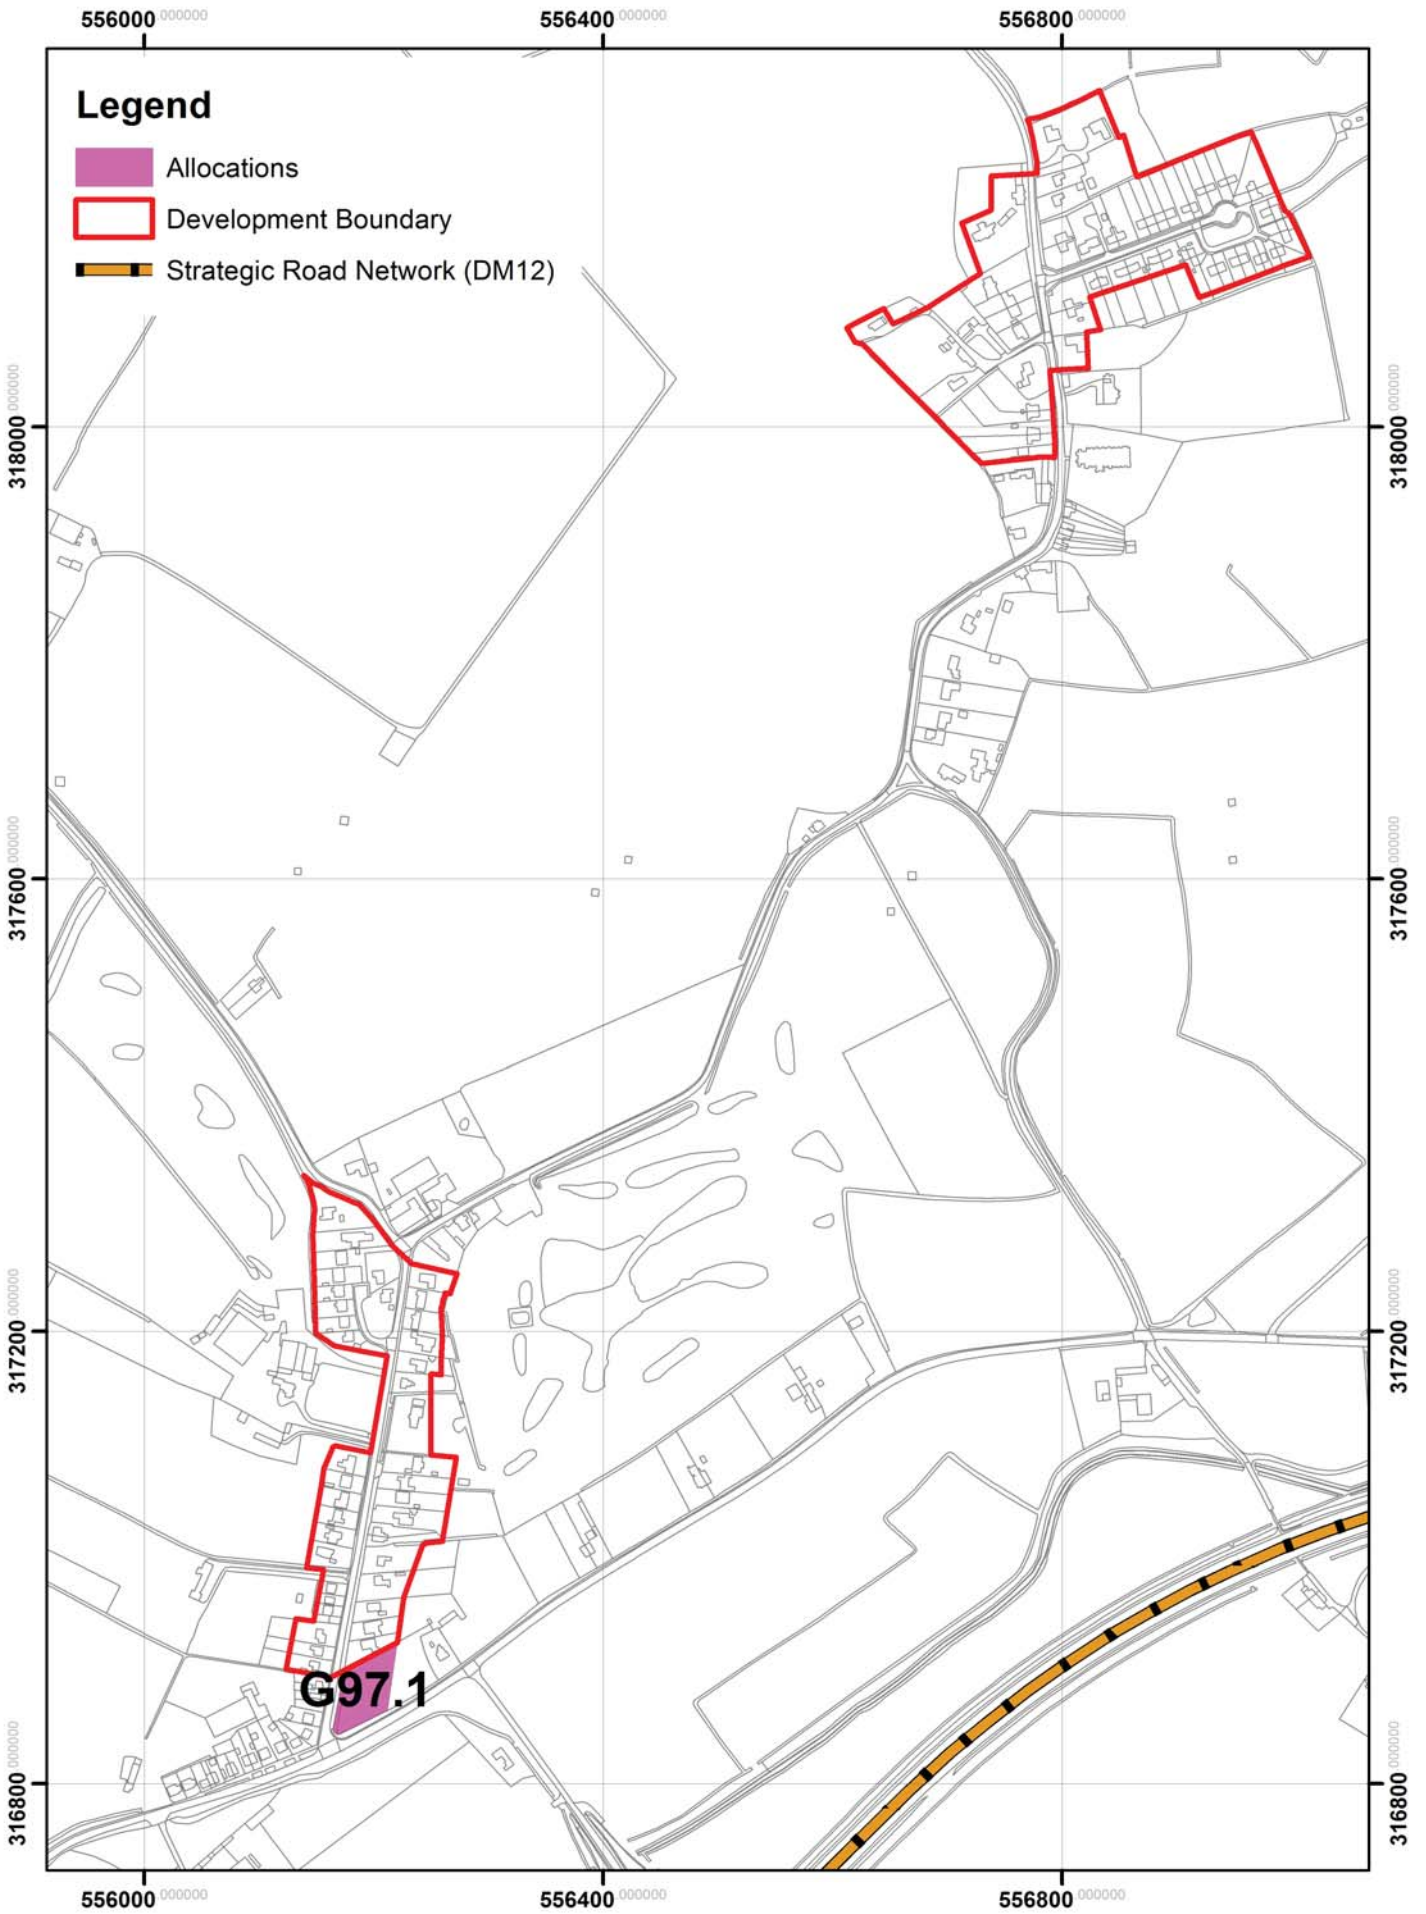 556000.000000 556400.000000 556800.000000
Legend
Allocations
Development Boundary
Strategic Road Network (DM12)
318000.000000 318000.000000
317600.000000 317600.000000
317200.000000 317200.000000
G97.1
316800.000000 316800.000000
556000.000000 556400.000000 556800.000000